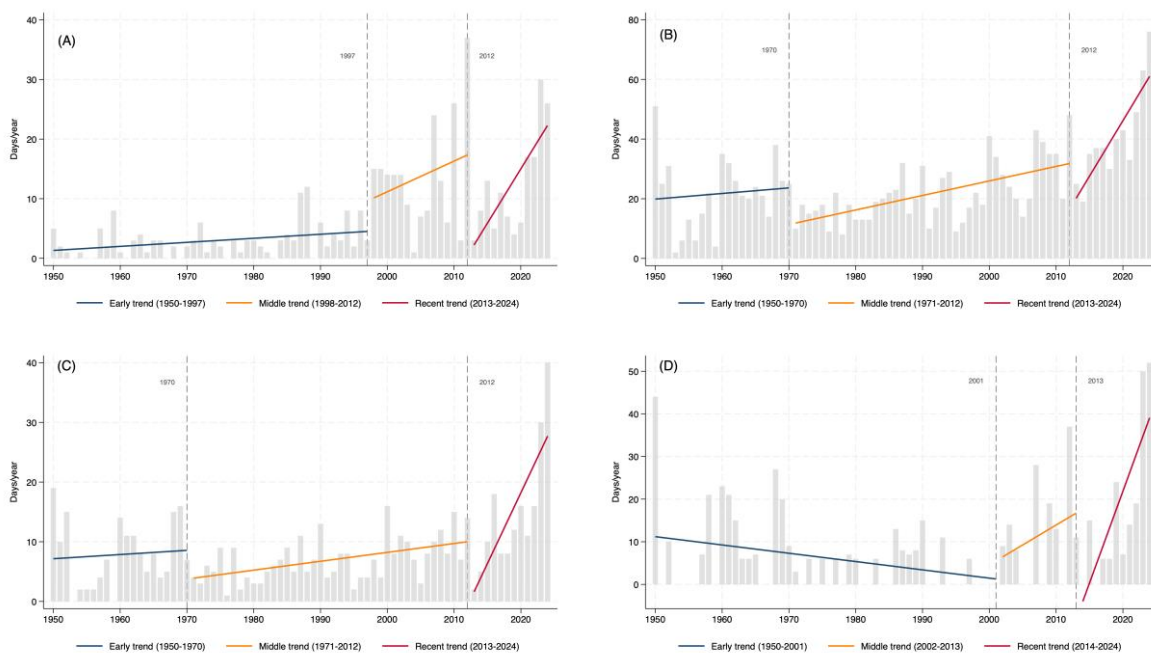 (A)
1997
2012
Days/year
40
30
20
10
0
1950 1960 1970 1980 1990 2000 2010 2020
Early trend (1950-1997) Middle trend (1998-2012) Recent trend (2013-2024)
(B)
1970
2012
Days/year
80
60
40
20
0
1950 1960 1970 1980 1990 2000 2010 2020
Early trend (1950-1970) Middle trend (1971-2012) Recent trend (2013-2024)
(C)
1970
2012
Days/year
40
30
20
10
0
1950 1960 1970 1980 1990 2000 2010 2020
Early trend (1950-1970) Middle trend (1971-2012) Recent trend (2013-2024)
(D)
2001
2013
Days/year
50
40
30
20
10
0
1950 1960 1970 1980 1990 2000 2010 2020
Early trend (1950-2001) Middle trend (2002-2013) Recent trend (2014-2024)